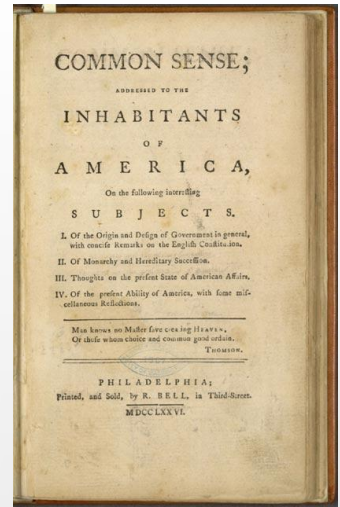 COMMON SENSE;
ADDRESSED TO THE
INHABITANTS
OF
AMERICA,
On the following interesting
SUBJECTS.
I. Of the Origin and Design of Government in general,
with concise Remarks on the English Constitution.
II. Of Monarchy and Hereditary Succession.
III. Thoughts on the present State of American Affairs.
IV. Of the present Ability of America, with some mis-
cellaneous Reflections.
Man knows no Master save creating HEAVEN,
Or those whom choice and common good ordain.
THOMSON.
PHILADELPHIA;
Printed, and Sold, by R. BELL, in Third-Street.
MDCCLXXVI.